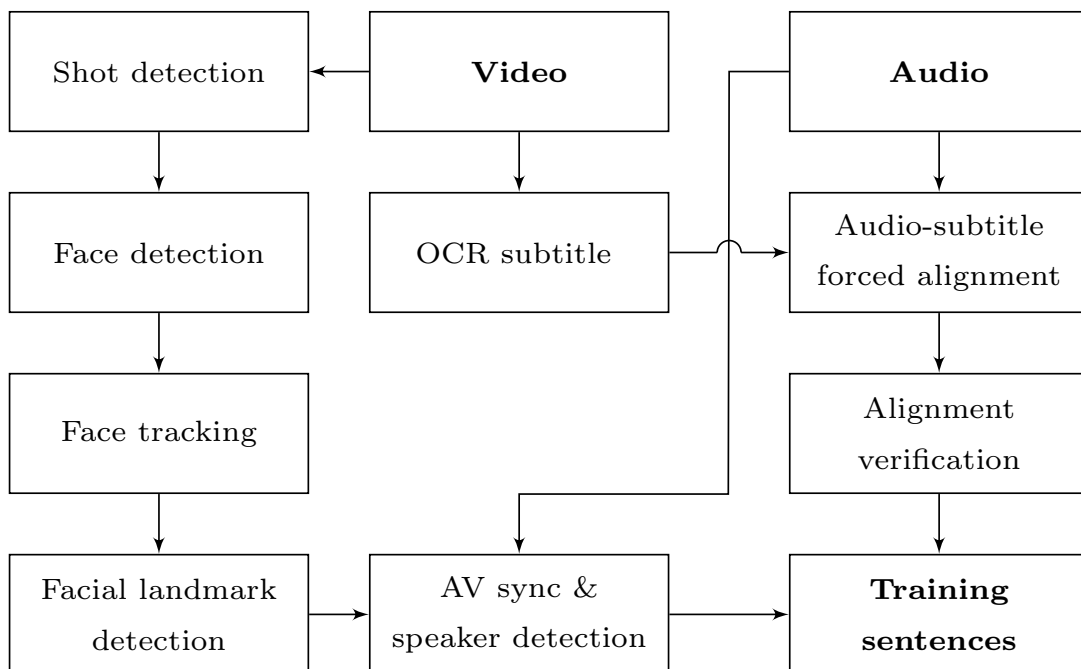 Shot detection
Video
Audio
Face detection
OCR subtitle
Audio-subtitle
forced alignment
Face tracking
Alignment
verification
Facial landmark
detection
AV sync &
speaker detection
Training
sentences